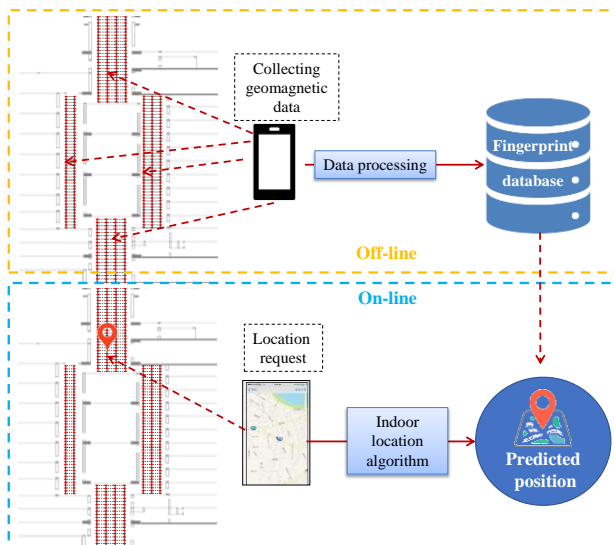 Collecting
geomagnetic
data
Data processing
Fingerprint
database
Off-line
On-line
Location
request
Indoor
location
algorithm
Predicted
position